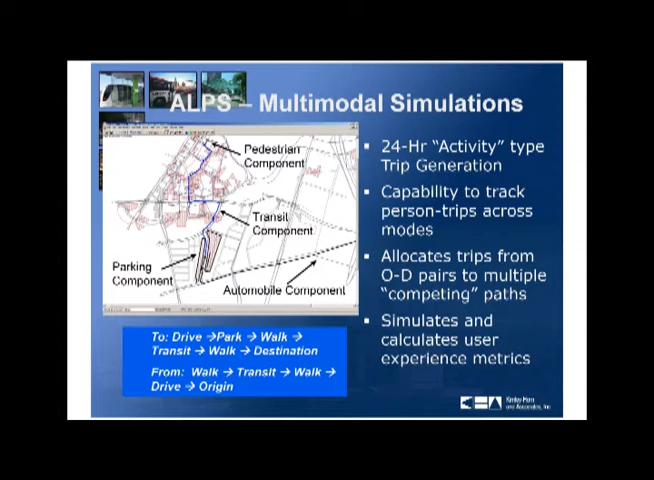 ALPS – Multimodal Simulations
Pedestrian
Component
Transit
Component
Parking
Component
Automobile Component
24-Hr “Activity” type
Trip Generation
Capability to track
person-trips across
modes
Allocates trips from
O-D pairs to multiple
“competing” paths
Simulates and
calculates user
experience metrics
To: Drive →Park → Walk →
Transit → Walk → Destination
From: Walk → Transit → Walk →
Drive → Origin
Kimley-Horn
and Associates, Inc.